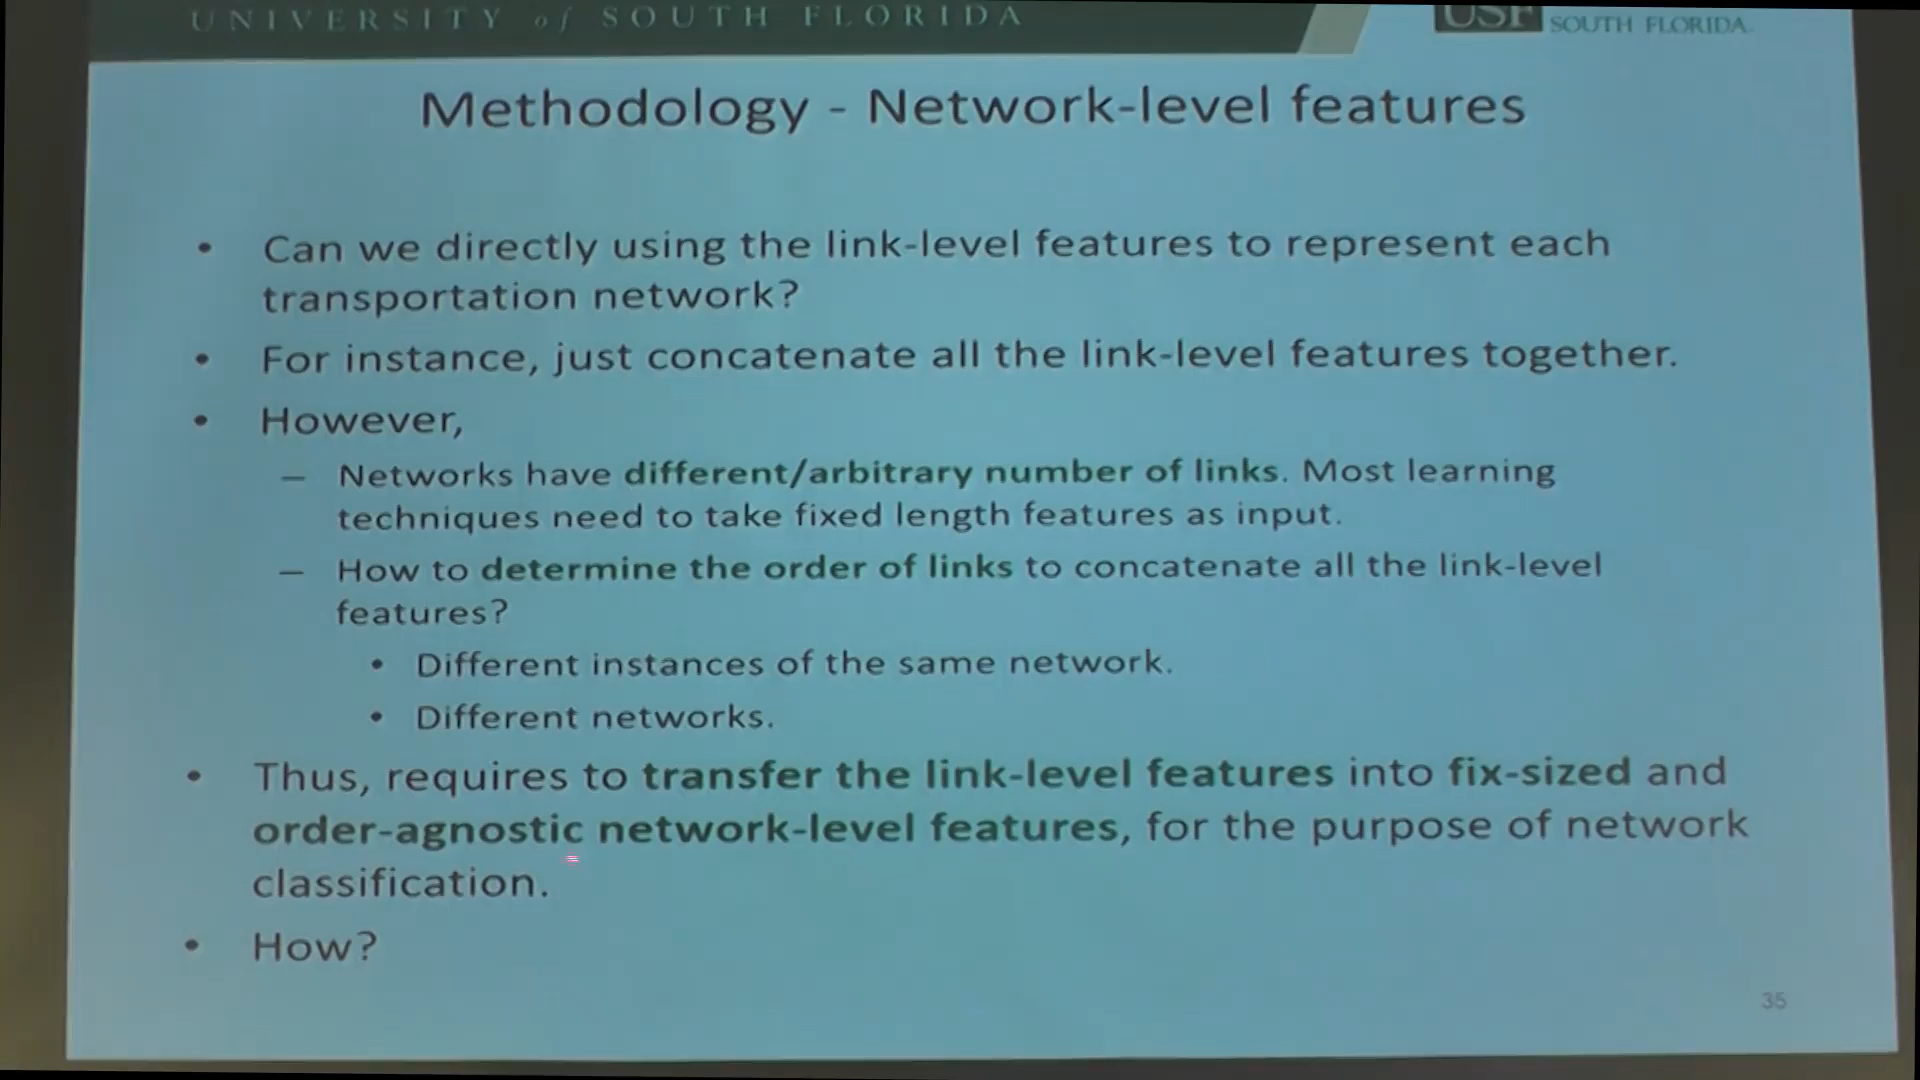 UNIVERSITY of SOUTH FLORIDA
USF SOUTH FLORIDA
Methodology - Network-level features
• Can we directly using the link-level features to represent each
transportation network?
• For instance, just concatenate all the link-level features together.
• However,
– Networks have different/arbitrary number of links. Most learning
techniques need to take fixed length features as input.
– How to determine the order of links to concatenate all the link-level
features?
• Different instances of the same network.
• Different networks.
• Thus, requires to transfer the link-level features into fix-sized and
order-agnostic network-level features, for the purpose of network
classification.
• How?
35